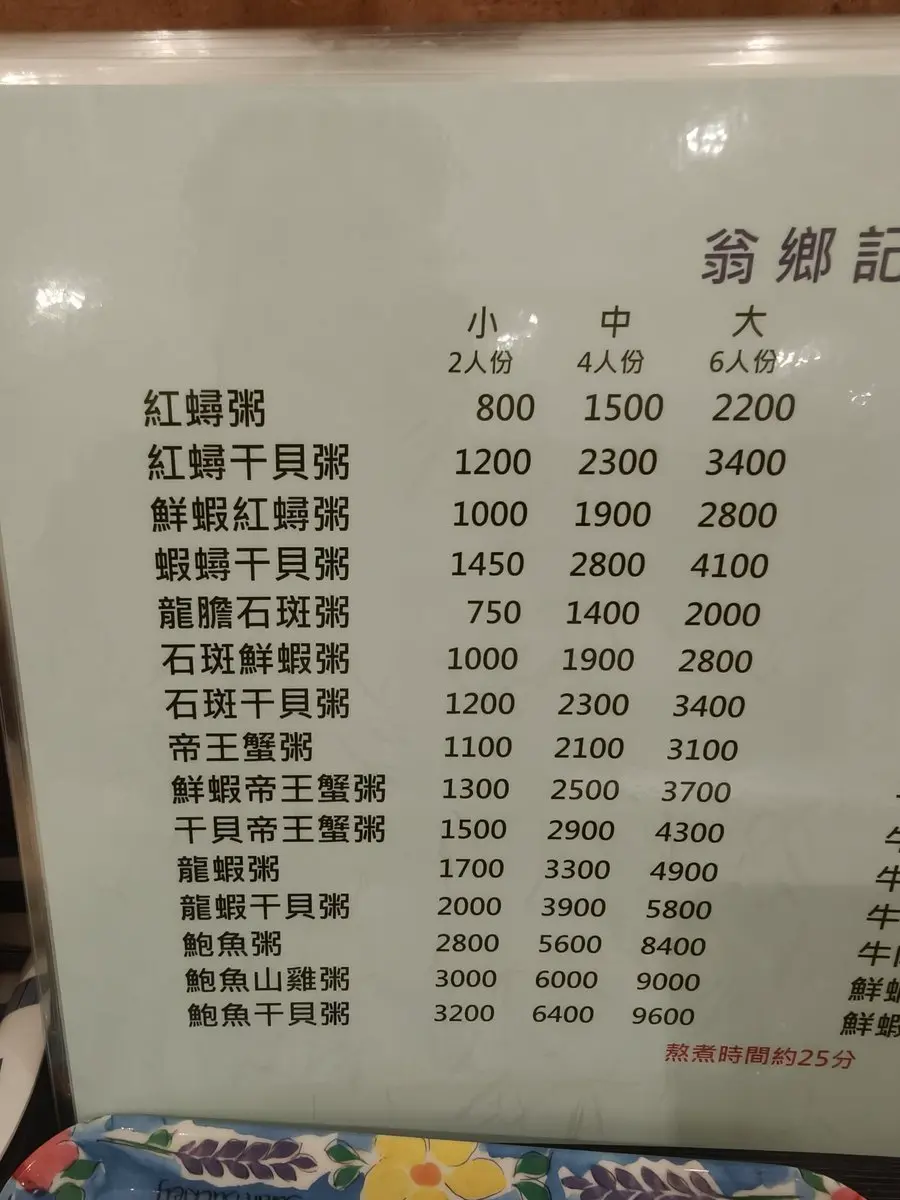 翁鄉記
小 中 大
2人份 4人份 6人份
紅蟳粥 800 1500 2200
紅蟳干貝粥 1200 2300 3400
鮮蝦紅蟳粥 1000 1900 2800
蝦蟳干貝粥 1450 2800 4100
龍膽石斑粥 750 1400 2000
石斑鮮蝦粥 1000 1900 2800
石斑干貝粥 1200 2300 3400
帝王蟹粥 1100 2100 3100
鮮蝦帝王蟹粥 1300 2500 3700
干貝帝王蟹粥 1500 2900 4300
龍蝦粥 1700 3300 4900
龍蝦干貝粥 2000 3900 5800
鮑魚粥 2800 5600 8400
鮑魚山雞粥 3000 6000 9000
鮑魚干貝粥 3200 6400 9600
牛
牛
牛
鮮蝦
鮮蝦
熬煮時間約25分